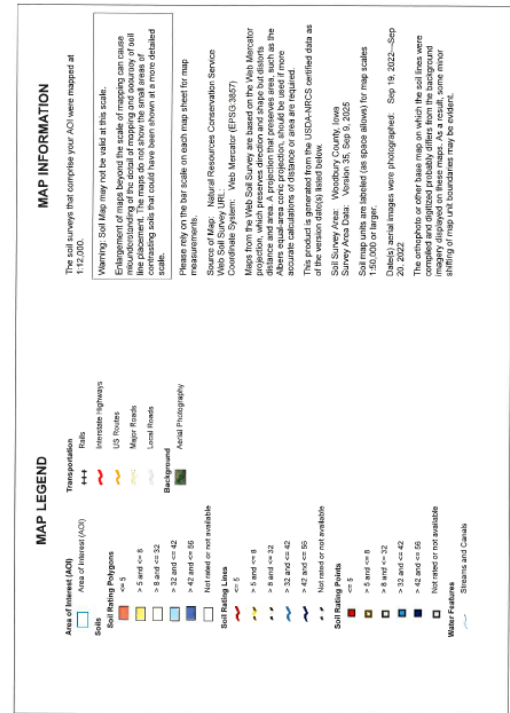 MAP LEGEND
Area of Interest (AOI)
Area of Interest (AOI)
Soils
Soil Rating Polygons
<= 5
> 5 and <= 8
> 8 and <= 32
> 32 and <= 42
> 42 and <= 56
Not rated or not available
Soil Rating Lines
<= 5
> 5 and <= 8
> 8 and <= 32
> 32 and <= 42
> 42 and <= 56
Not rated or not available
Soil Rating Points
<= 5
> 5 and <= 8
> 8 and <= 32
> 32 and <= 42
> 42 and <= 56
Not rated or not available
Water Features
Streams and Canals
Transportation
Rails
Interstate Highways
US Routes
Major Roads
Local Roads
Background
Aerial Photography
MAP INFORMATION
The soil surveys that comprise your AOI were mapped at
1:12,000.
Warning: Soil Map may not be valid at this scale.
Enlargement of maps beyond the scale of mapping can cause
misunderstanding of the detail of mapping and accuracy of soil
line placement. The maps do not show the small areas of
contrasting soils that could have been shown at a more detailed
scale.
Please rely on the bar scale on each map sheet for map
measurements.
Source of Map: Natural Resources Conservation Service
Web Soil Survey URL:
Coordinate System: Web Mercator (EPSG:3857)
Maps from the Web Soil Survey are based on the Web Mercator
projection, which preserves direction and shape but distorts
distance and area. A projection that preserves area, such as the
Albers equal-area conic projection, should be used if more
accurate calculations of distance or area are required.
This product is generated from the USDA-NRCS certified data as
of the version date(s) listed below.
Soil Survey Area: Woodbury County, Iowa
Survey Area Data: Version 35, Sep 9, 2025
Soil map units are labeled (as space allows) for map scales
1:50,000 or larger.
Date(s) aerial images were photographed: Sep 19, 2022—Sep
20, 2022
The orthophoto or other base map on which the soil lines were
compiled and digitized probably differs from the background
imagery displayed on these maps. As a result, some minor
shifting of map unit boundaries may be evident.